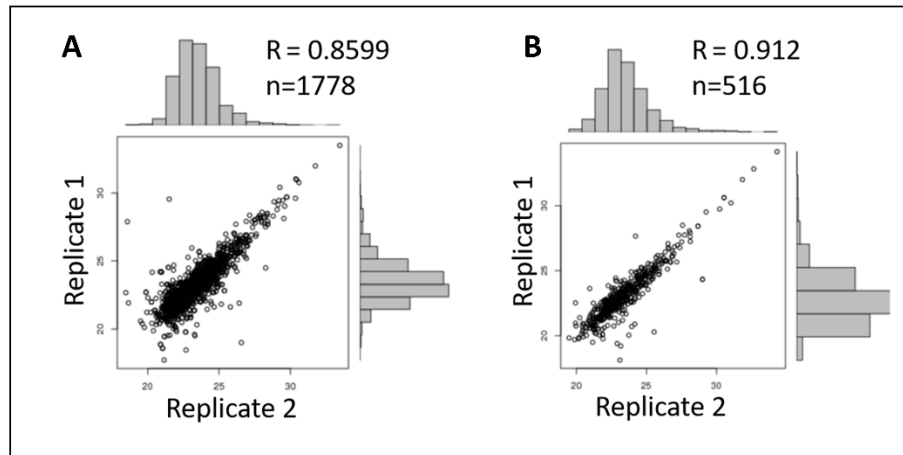 A
R = 0.8599
n=1778
Replicate 1
30
25
20
20
25
30
Replicate 2
B
R = 0.912
n=516
Replicate 1
30
25
20
20
25
30
Replicate 2